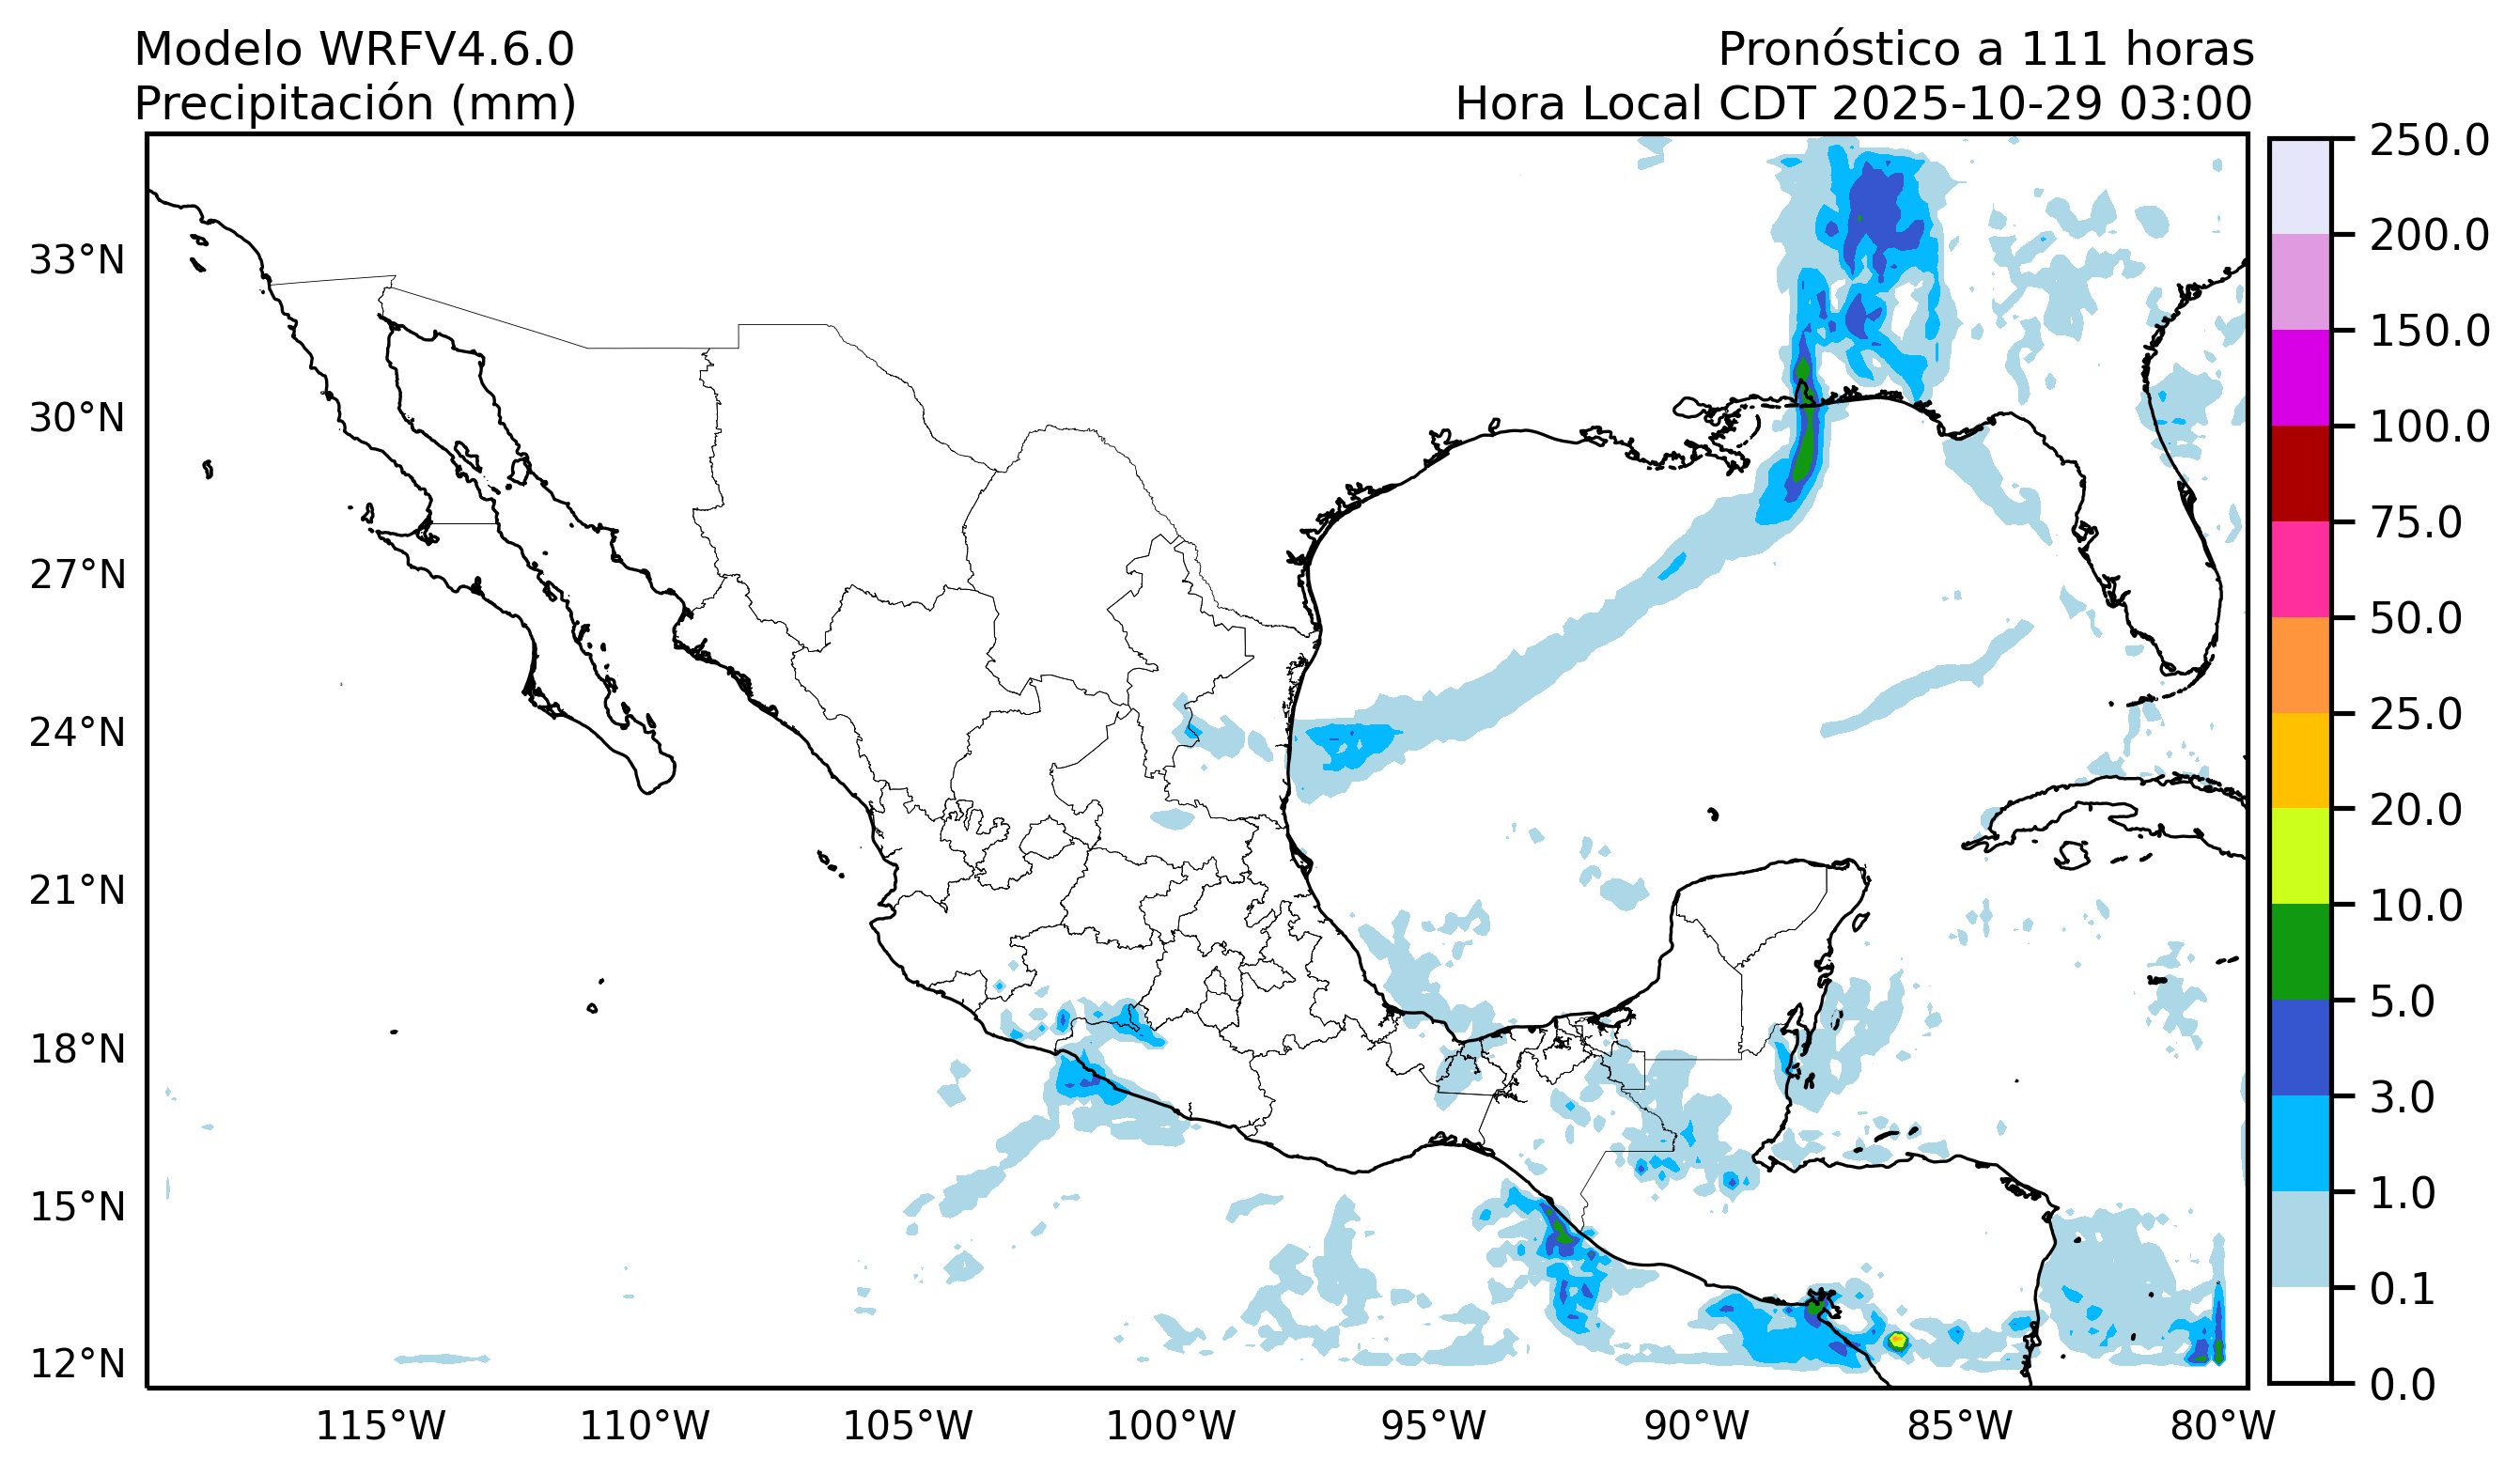 Modelo WRFV4.6.0
Precipitación (mm)
Pronóstico a 111 horas
Hora Local CDT 2025-10-29 03:00
33°N
30°N
27°N
24°N
21°N
18°N
15°N
12°N
115°W
110°W
105°W
100°W
95°W
90°W
85°W
80°W
250.0
200.0
150.0
100.0
75.0
50.0
25.0
20.0
10.0
5.0
3.0
1.0
0.1
0.0